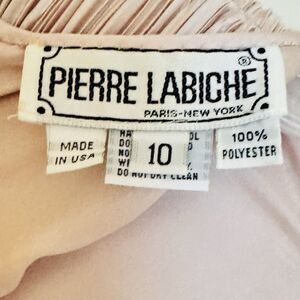 PIERRE LABICHE®
PARIS-NEW YORK
MADE
IN USA
10
DO NOT DRY CLEAN
100%
POLYESTER